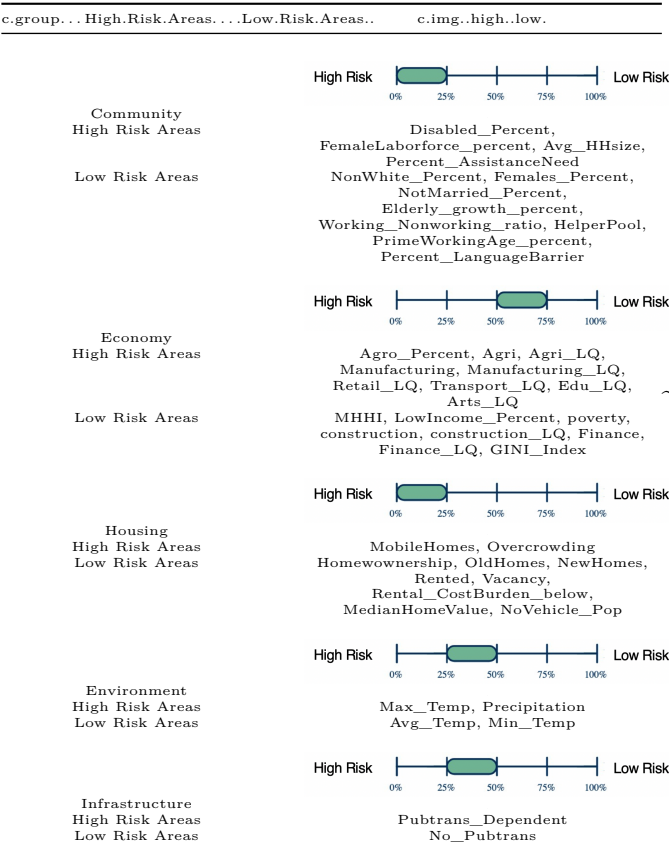 c.group...High.Risk.Areas....Low.Risk.Areas.. c.img..high..low.
High Risk Low Risk
0% 25% 50% 75% 100%
Community
High Risk Areas Disabled_Percent,
FemaleLaborforce_percent, Avg_HHsize,
Percent_AssistanceNeed
Low Risk Areas NonWhite_Percent, Females_Percent,
NotMarried_Percent,
Elderly_growth_percent,
Working_Nonworking_ratio, HelperPool,
PrimeWorkingAge_percent,
Percent_LanguageBarrier
High Risk Low Risk
0% 25% 50% 75% 100%
Economy
High Risk Areas Agro_Percent, Agri, Agri_LQ,
Manufacturing, Manufacturing_LQ,
Retail_LQ, Transport_LQ, Edu_LQ,
Arts_LQ
Low Risk Areas MHHI, LowIncome_Percent, poverty,
construction, construction_LQ, Finance,
Finance_LQ, GINI_Index
High Risk Low Risk
0% 25% 50% 75% 100%
Housing
High Risk Areas MobileHomes, Overcrowding
Low Risk Areas Homewownership, OldHomes, NewHomes,
Rented, Vacancy,
Rental_CostBurden_below,
MedianHomeValue, NoVehicle_Pop
High Risk Low Risk
0% 25% 50% 75% 100%
Environment
High Risk Areas Max_Temp, Precipitation
Low Risk Areas Avg_Temp, Min_Temp
High Risk Low Risk
0% 25% 50% 75% 100%
Infrastructure
High Risk Areas Pubtrans_Dependent
Low Risk Areas No_Pubtrans